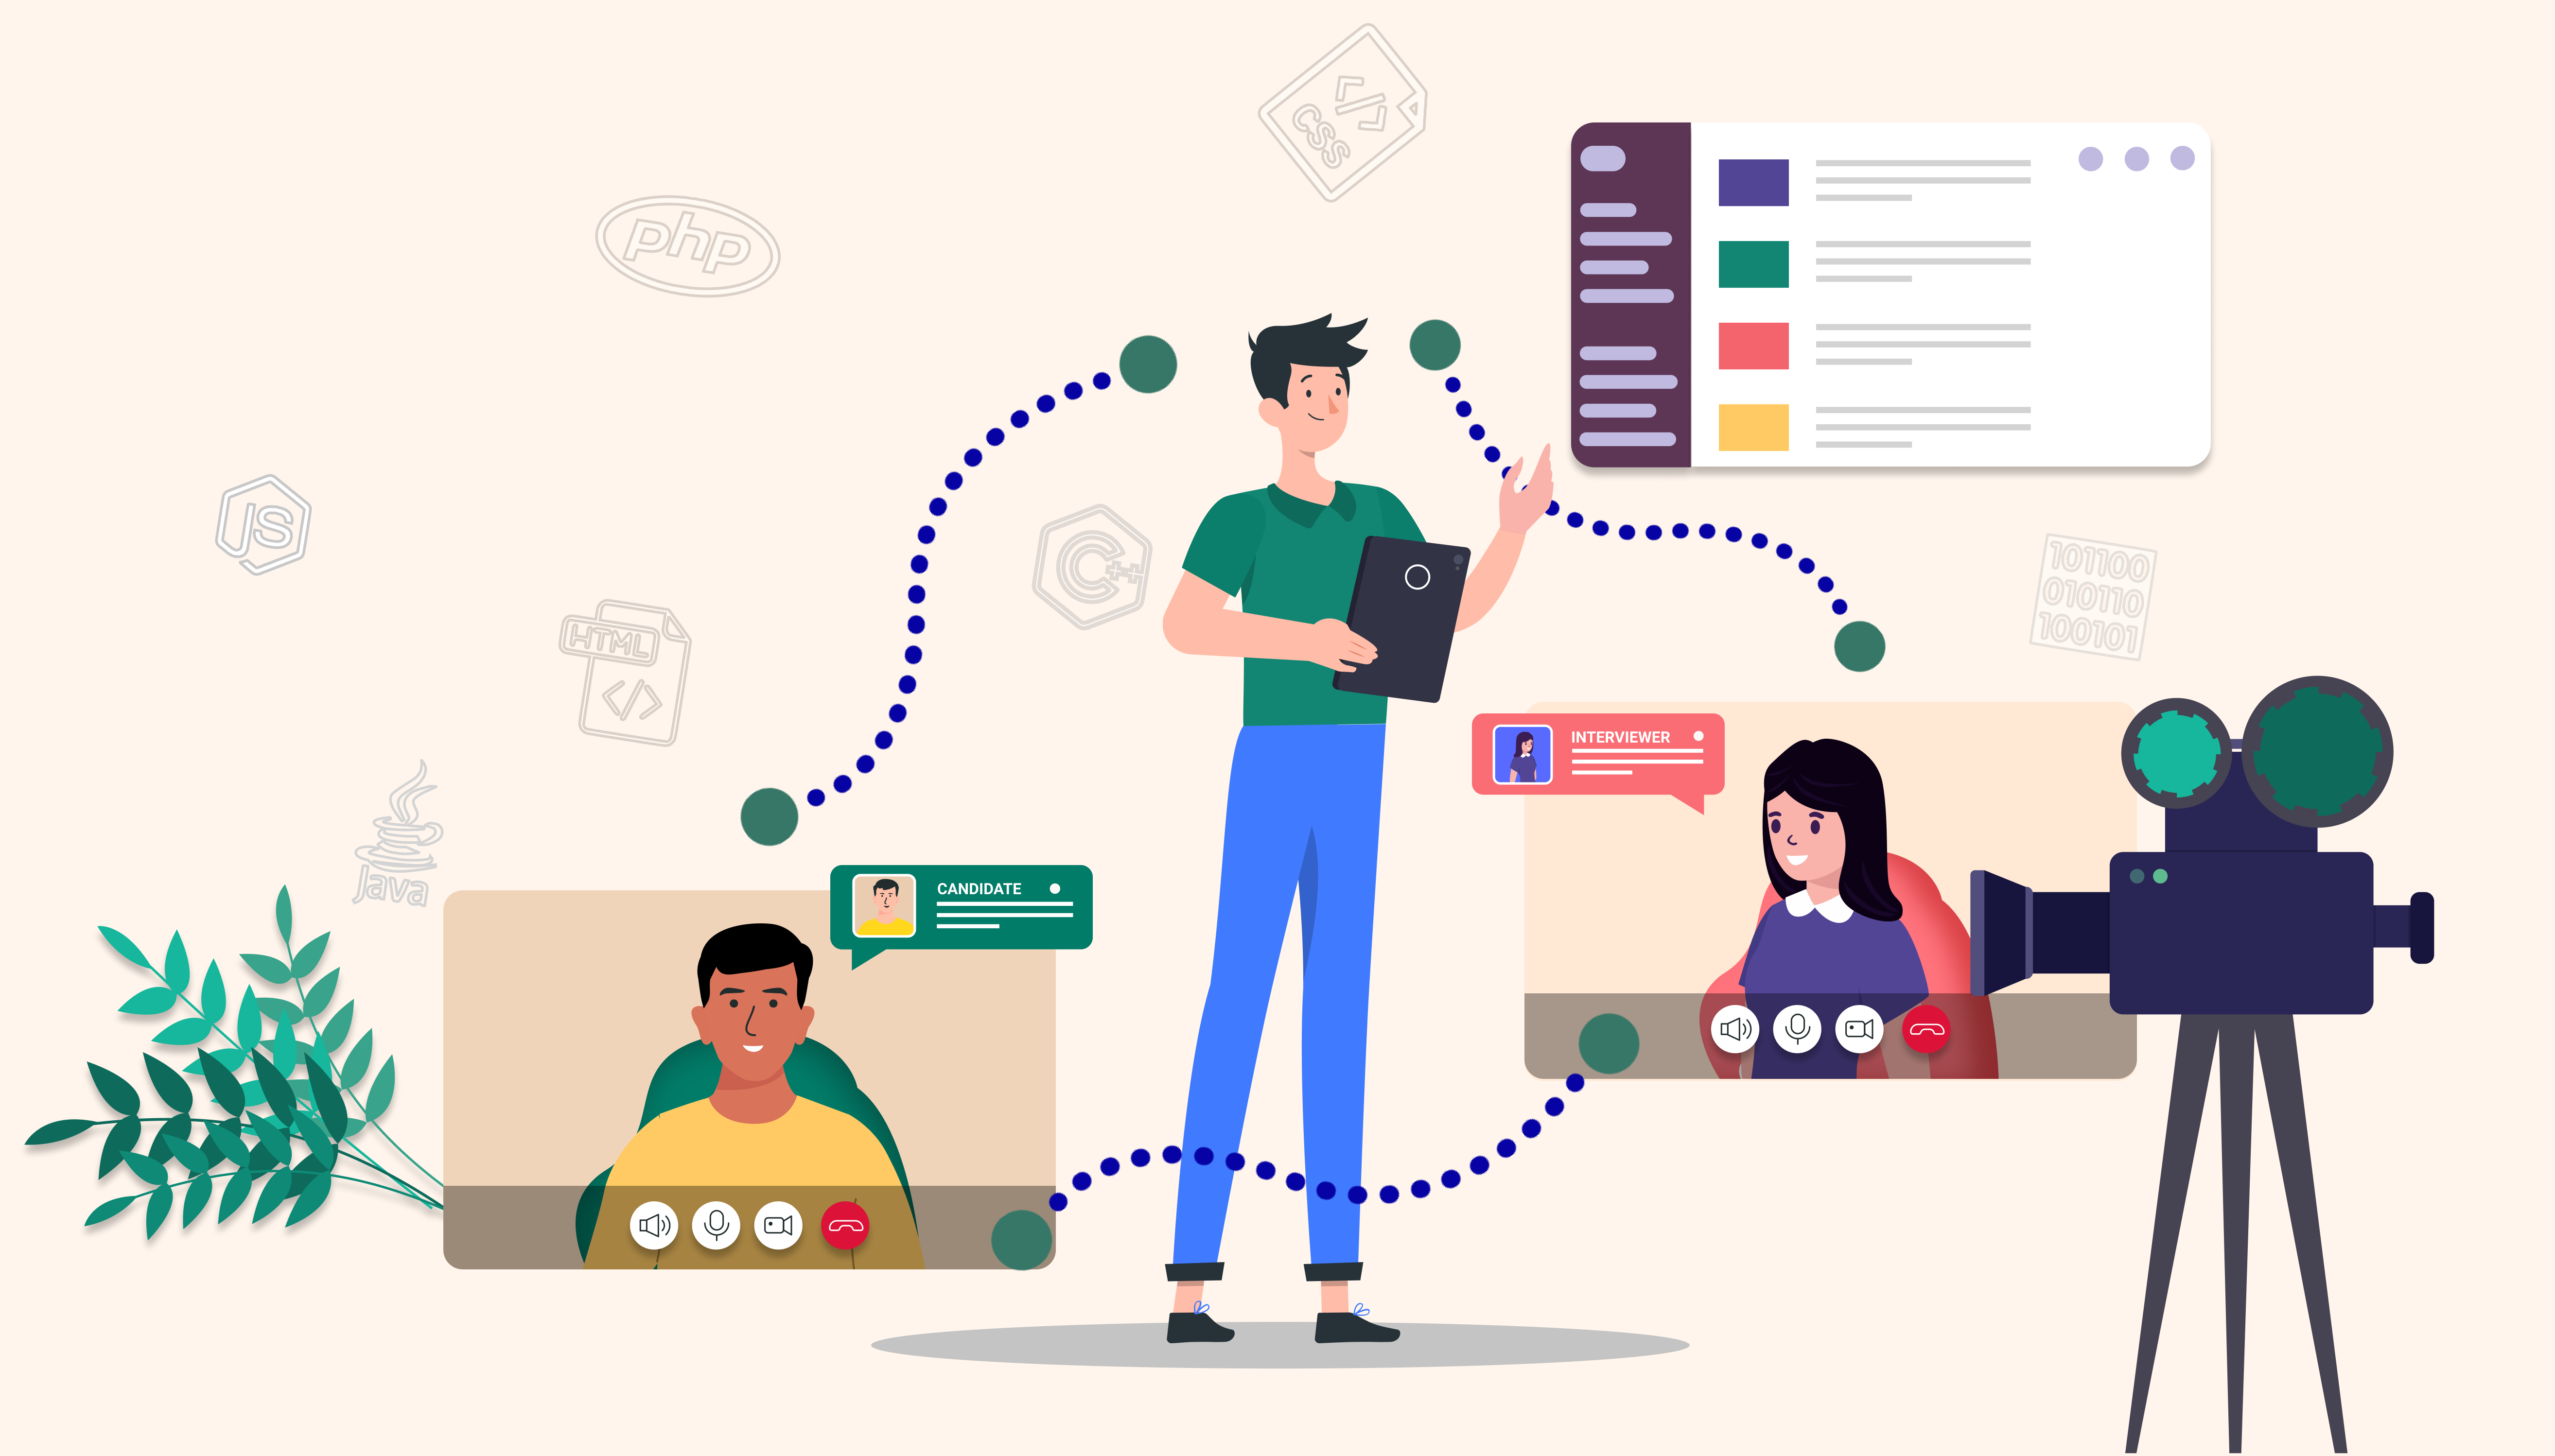 CSS
</>
php
JS
C++
101100
010110
100101
HTML
</>
INTERVIEWER
Java
CANDIDATE